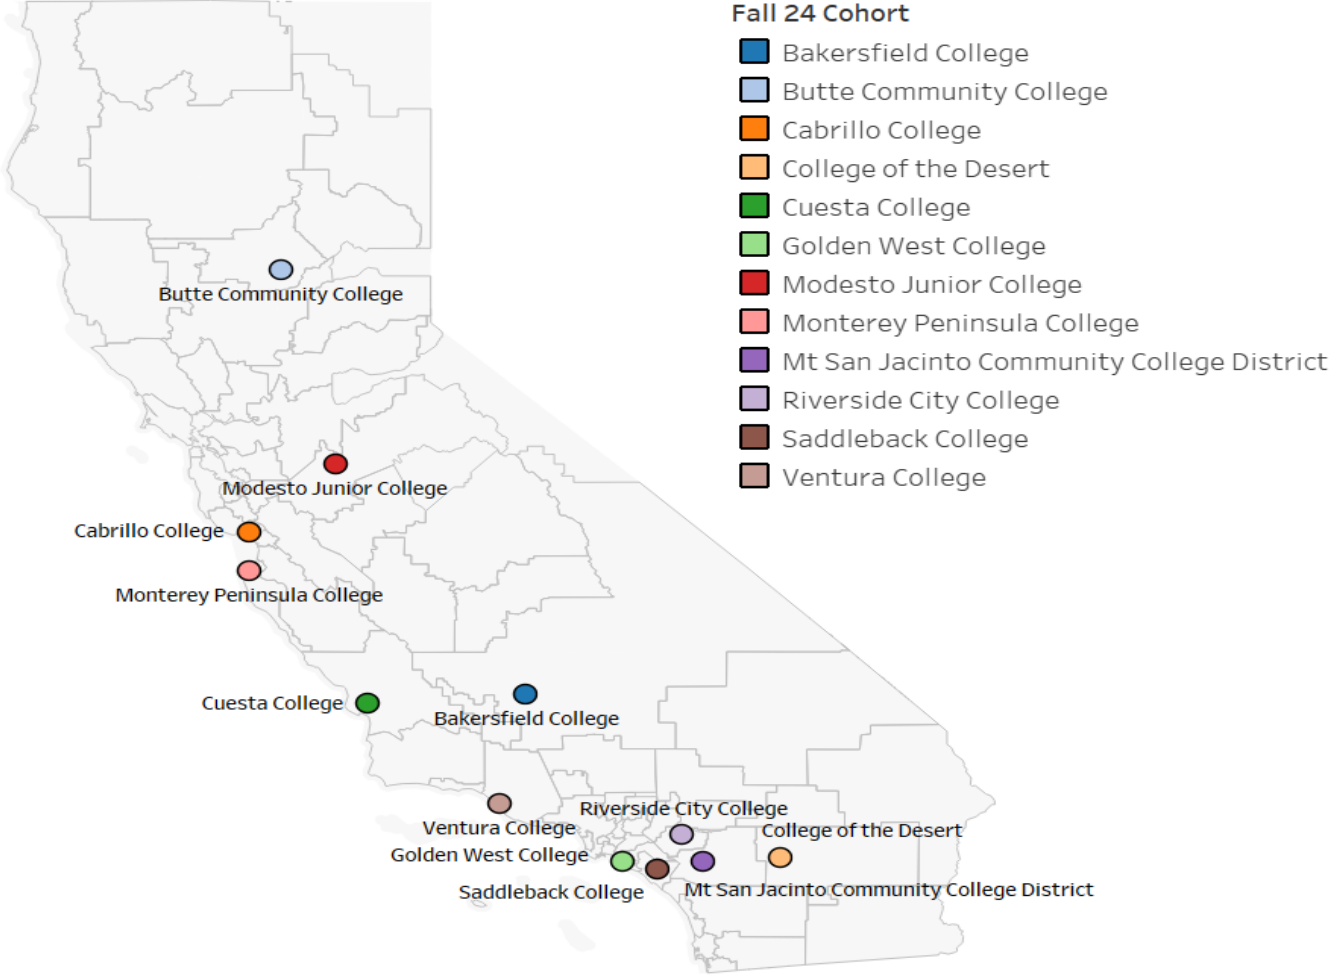 Fall 24 Cohort
Bakersfield College
Butte Community College
Cabrillo College
College of the Desert
Cuesta College
Golden West College
Modesto Junior College
Monterey Peninsula College
Mt San Jacinto Community College District
Riverside City College
Saddleback College
Ventura College
Butte Community College
Modesto Junior College
Cabrillo College
Monterey Peninsula College
Cuesta College
Bakersfield College
Riverside City College
Ventura College
College of the Desert
Golden West College
Saddleback College
Mt San Jacinto Community College District